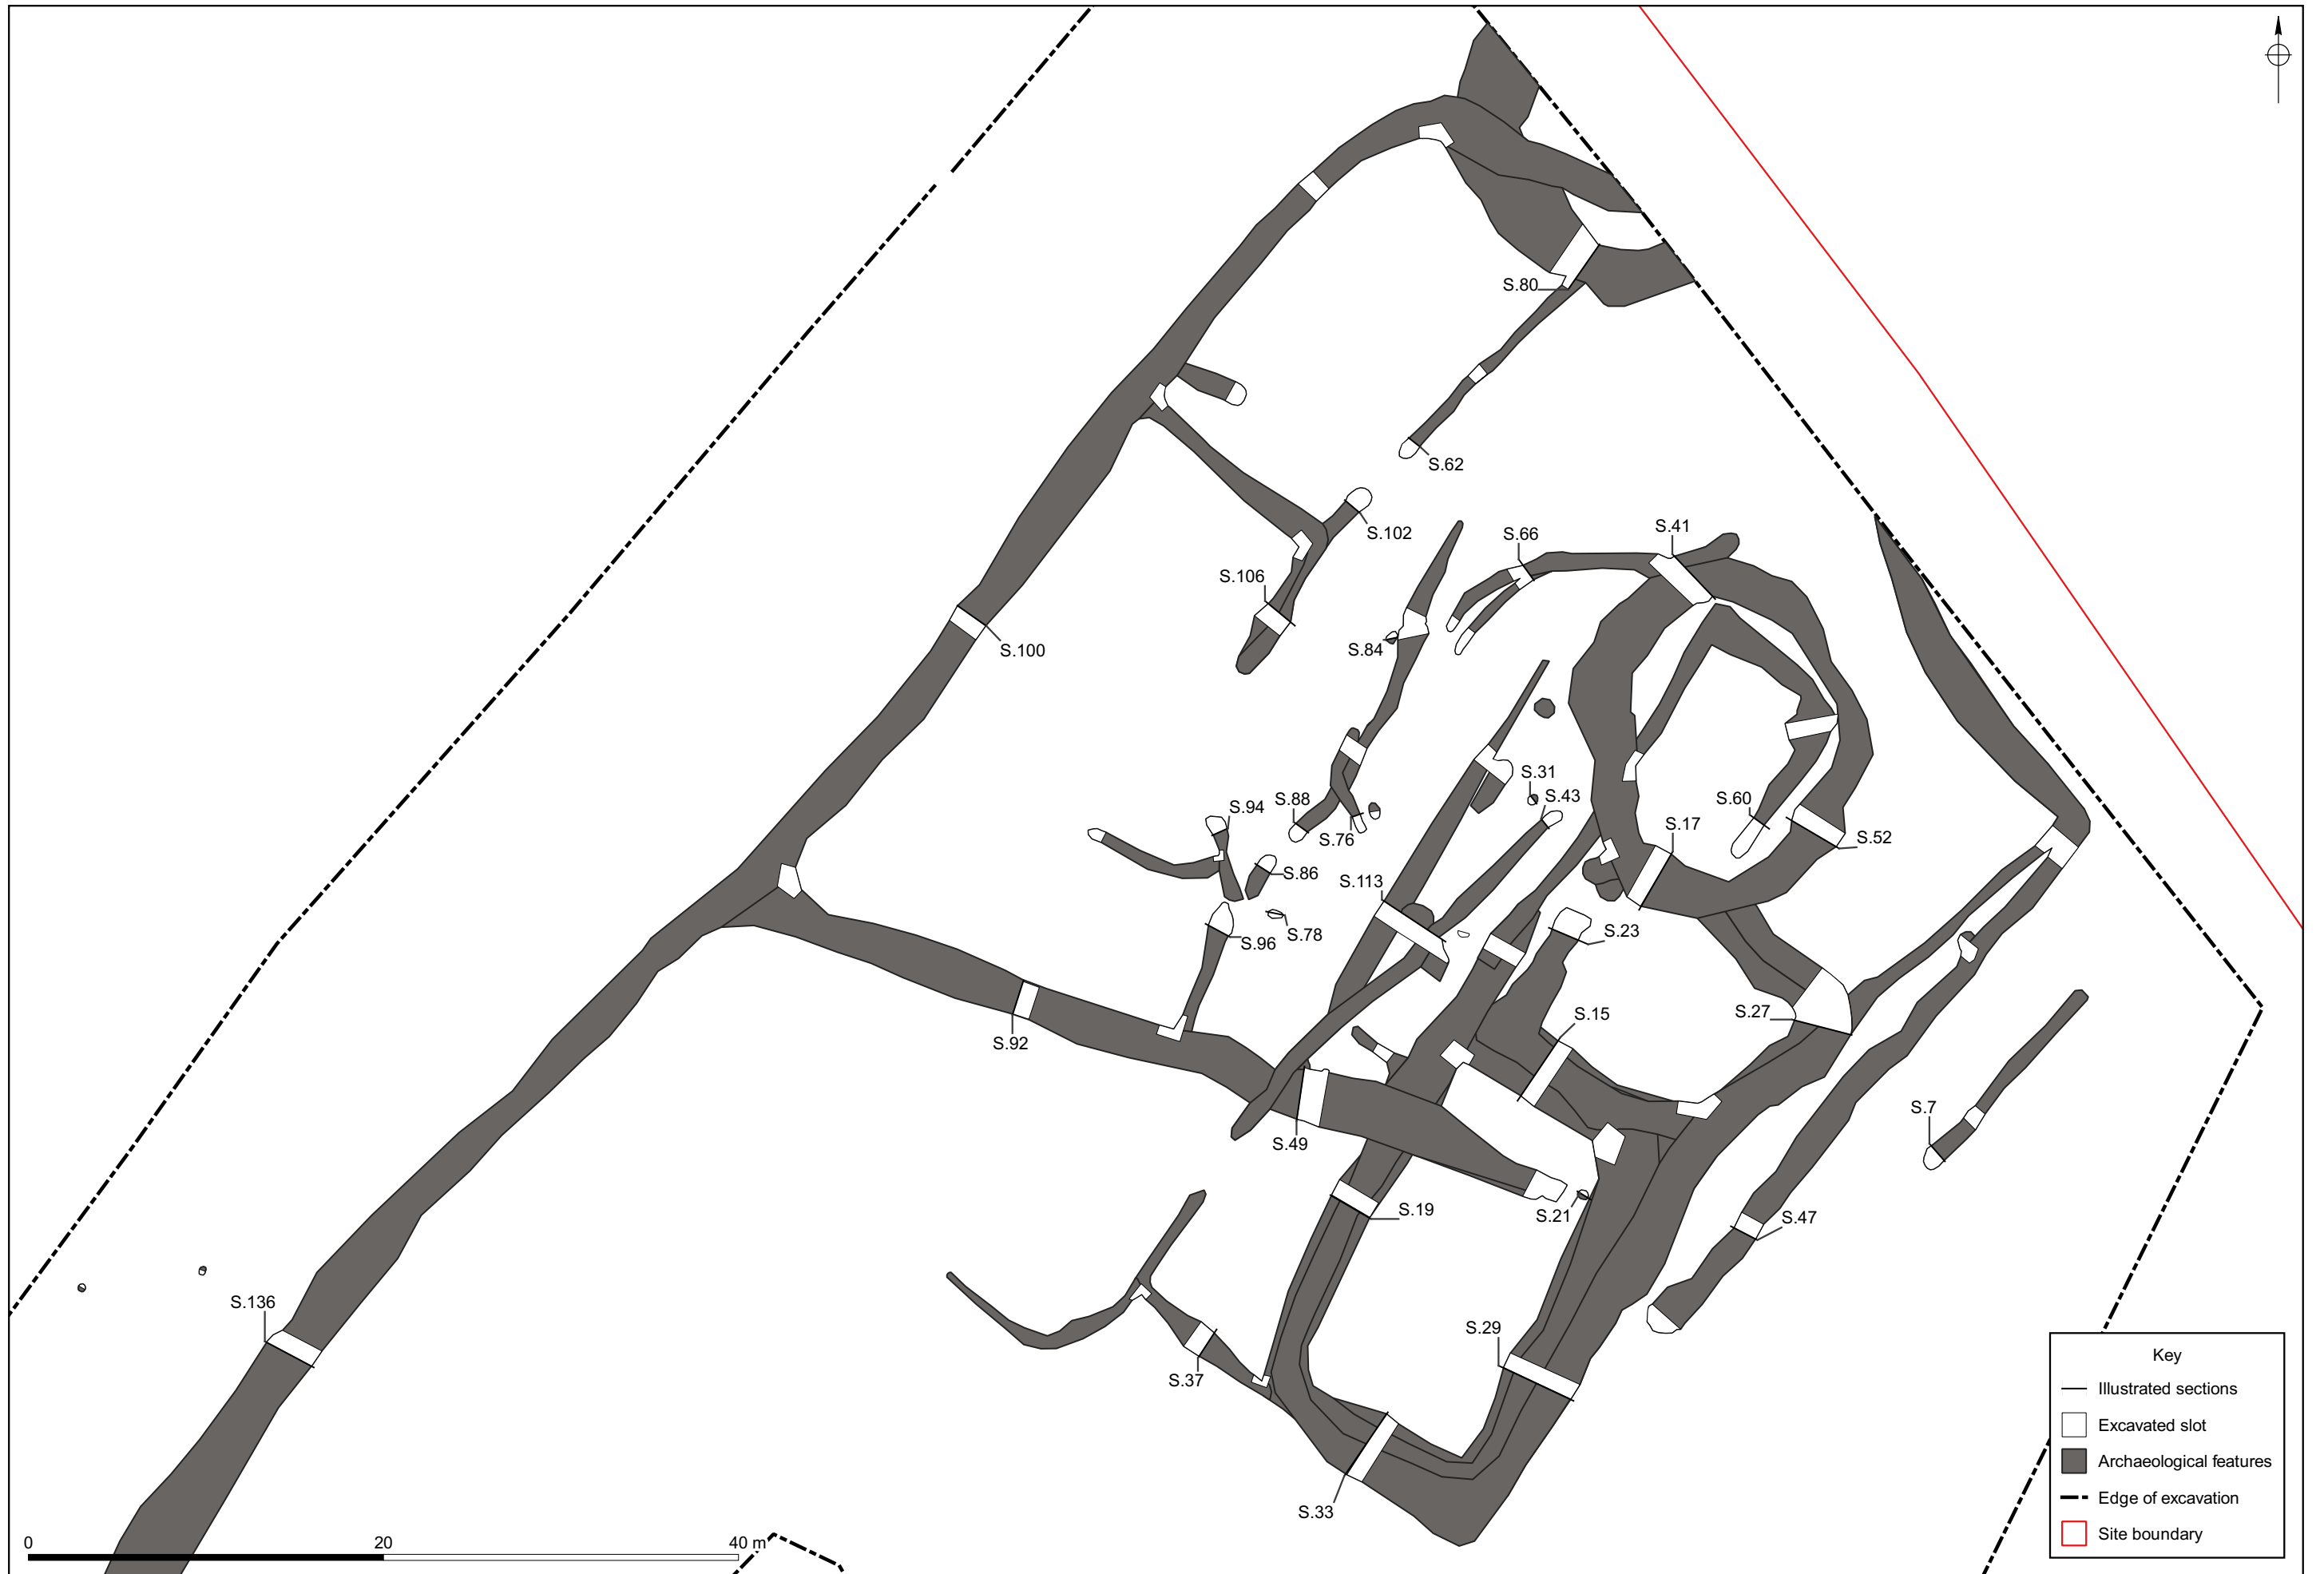 S.80
S.62
S.102
S.41
S.66
S.106
S.84
S.100
S.31
S.43
S.60
S.88
S.94
S.76
S.17
S.52
S.86
S.113
S.23
S.78
S.96
S.27
S.15
S.92
S.7
S.49
S.19
S.21
S.47
S.136
S.29
S.37
S.33
Key
Illustrated sections
Excavated slot
Archaeological features
Edge of excavation
Site boundary
0 20 40 m